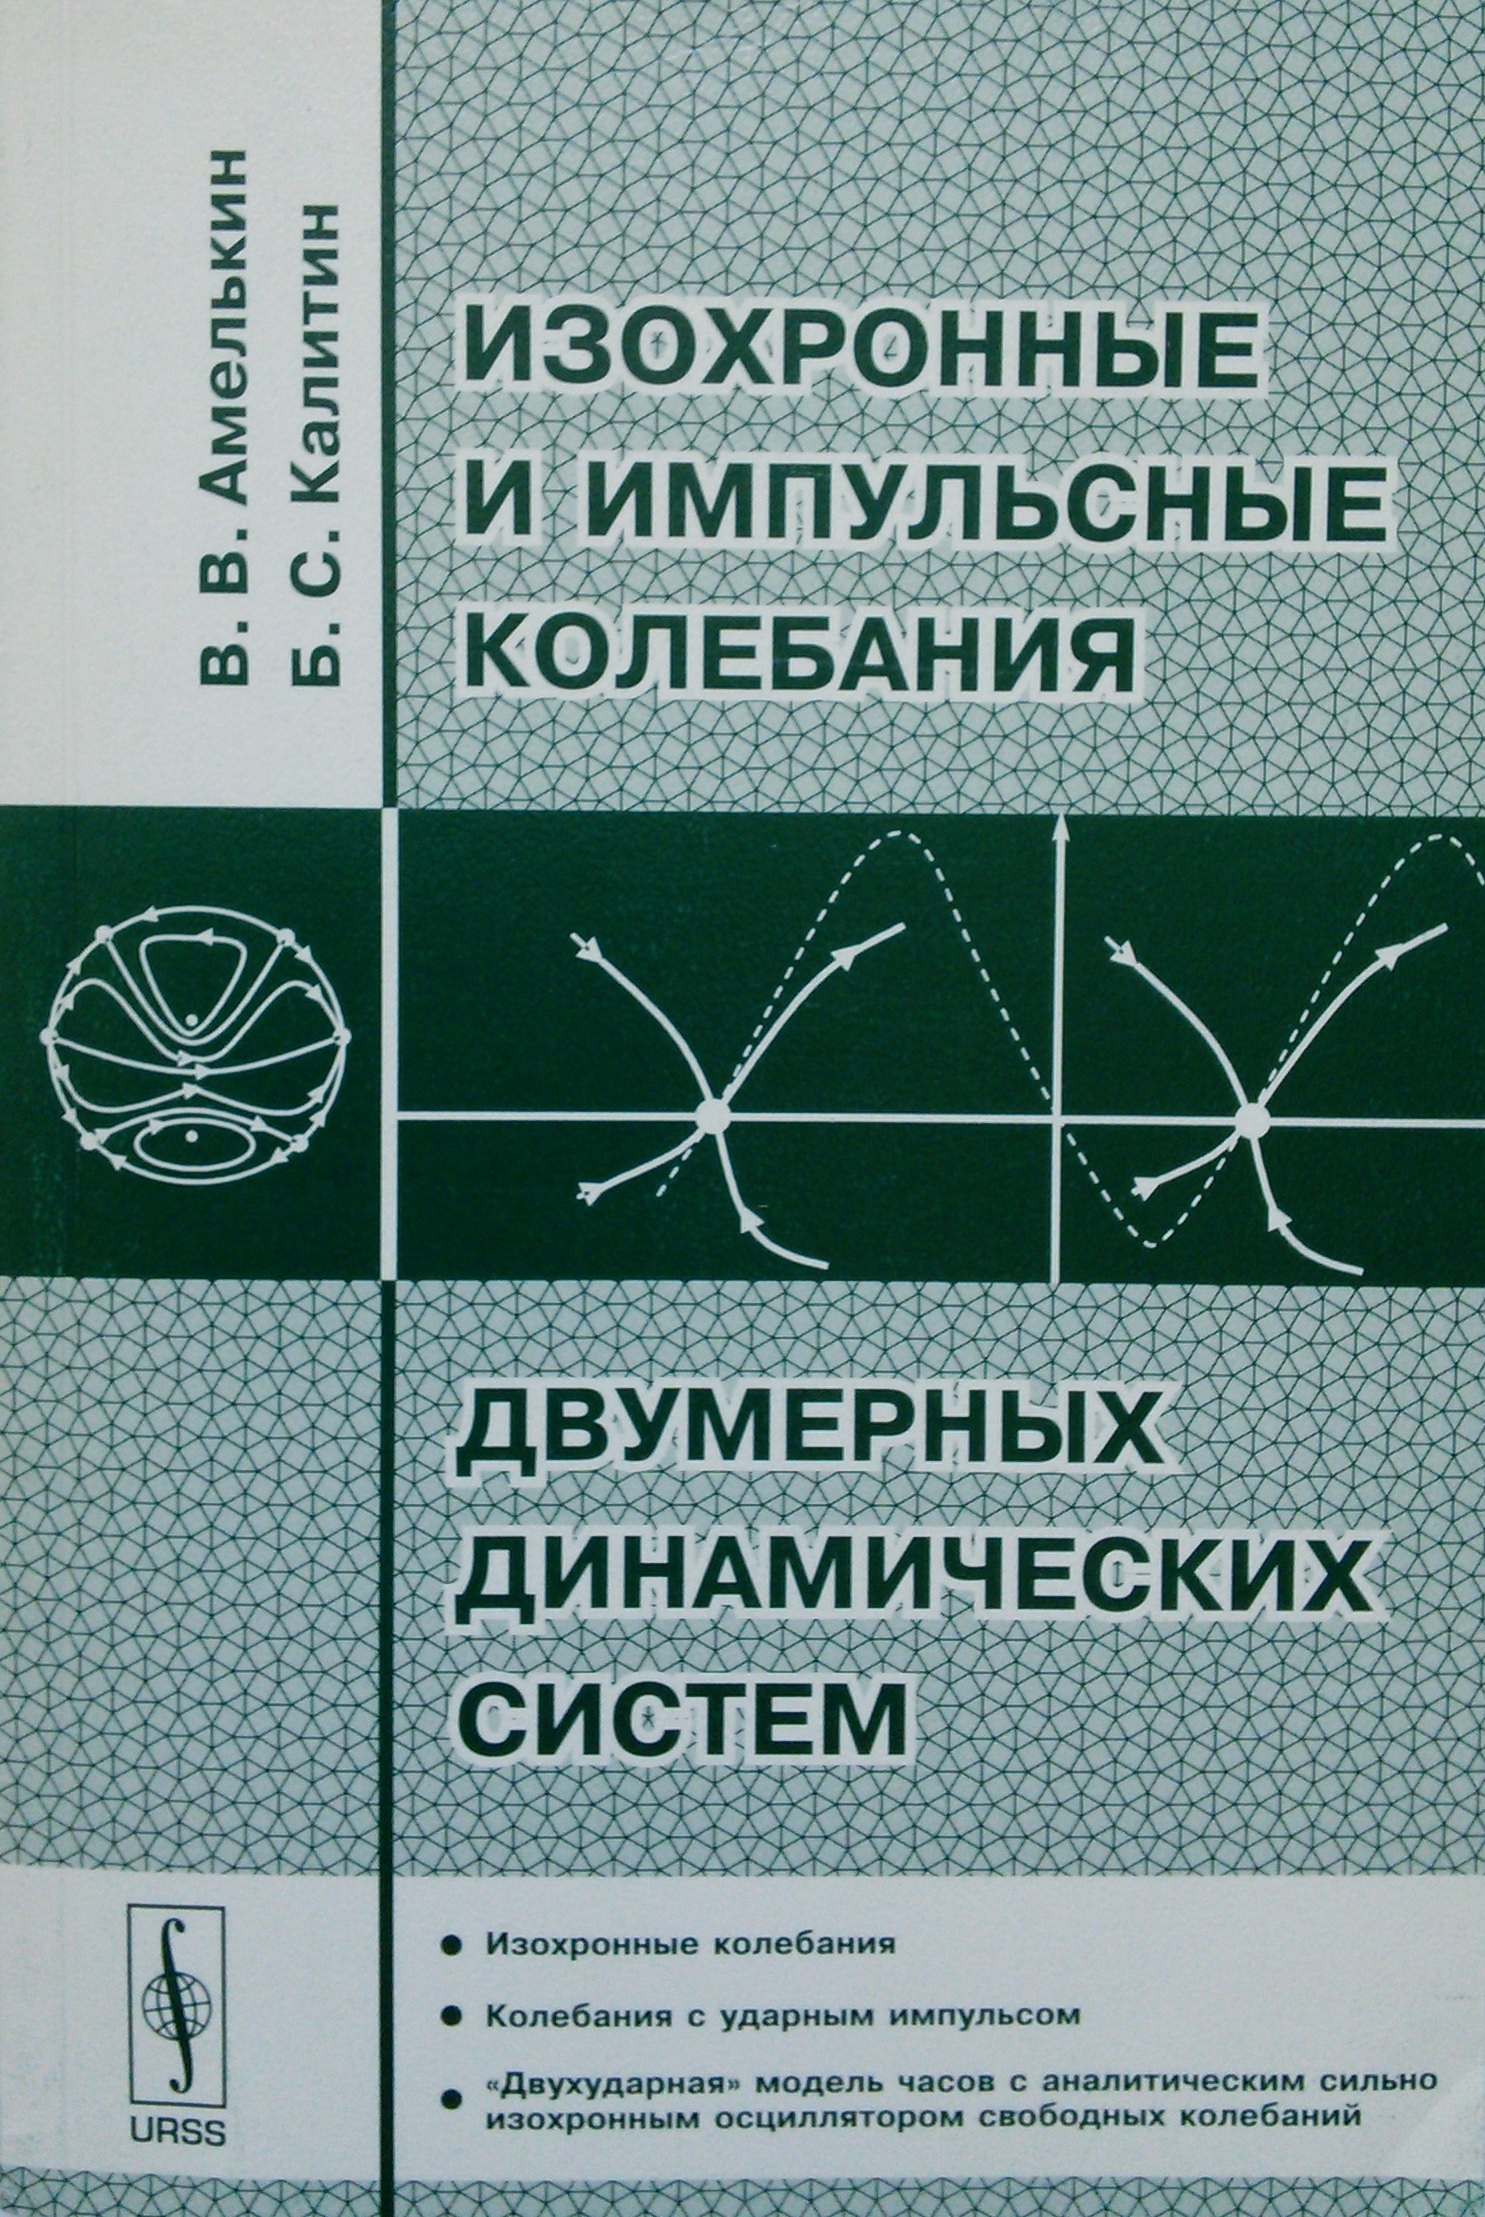 В. В. Амелькин
Б. С. Калитин
ИЗОХРОННЫЕ
И ИМПУЛЬСНЫЕ
КОЛЕБАНИЯ
ДВУМЕРНЫХ
ДИНАМИЧЕСКИХ
СИСТЕМ
URSS
● Изохронные колебания
● Колебания с ударным импульсом
● «Двухударная» модель часов с аналитическим сильно
изохронным осциллятором свободных колебаний